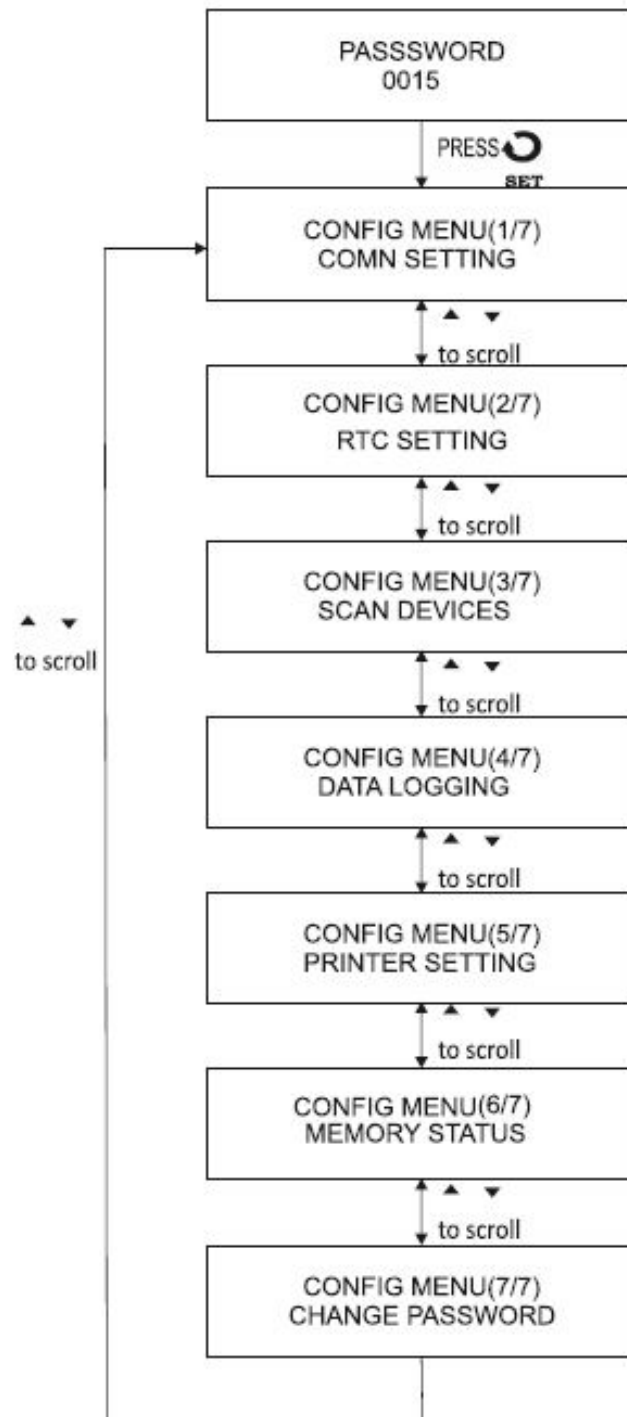 PASSSWORD
0015
PRESS
SET
CONFIG MENU(1/7)
COMN SETTING
▲ ▼
to scroll
CONFIG MENU(2/7)
RTC SETTING
▲ ▼
to scroll
CONFIG MENU(3/7)
SCAN DEVICES
▲ ▼
to scroll
▲ ▼
to scroll
CONFIG MENU(4/7)
DATA LOGGING
▲ ▼
to scroll
CONFIG MENU(5/7)
PRINTER SETTING
▲ ▼
to scroll
CONFIG MENU(6/7)
MEMORY STATUS
▲ ▼
to scroll
CONFIG MENU(7/7)
CHANGE PASSWORD